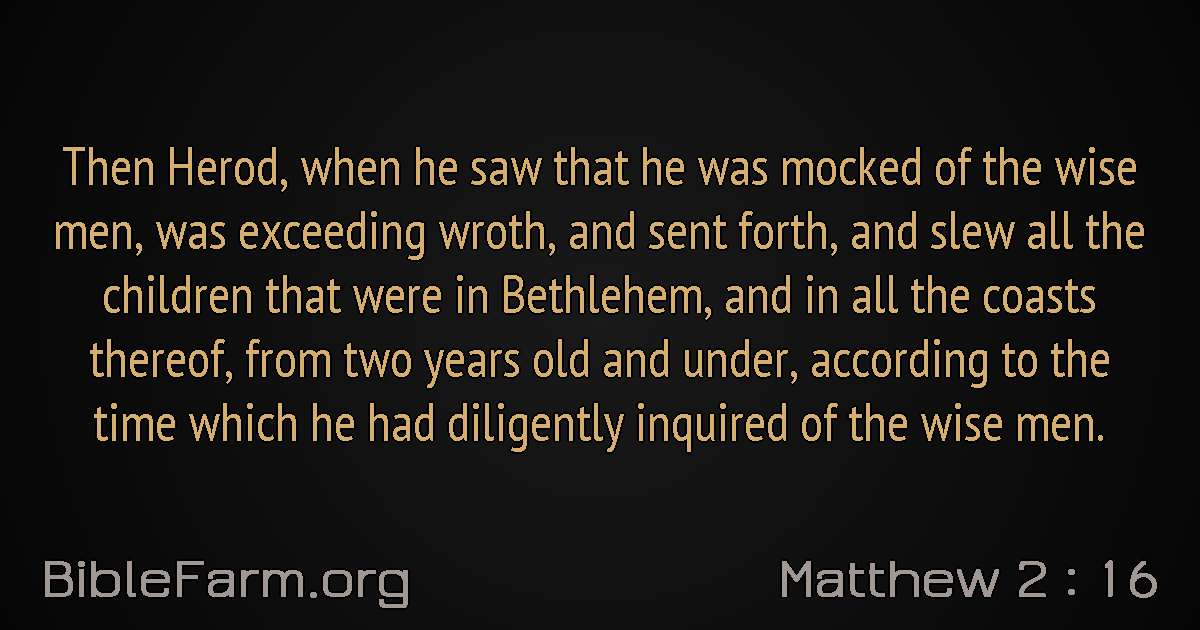 Then Herod, when he saw that he was mocked of the wise
men, was exceeding wroth, and sent forth, and slew all the
children that were in Bethlehem, and in all the coasts
thereof, from two years old and under, according to the
time which he had diligently inquired of the wise men.
BibleFarm.org
Matthew 2 : 16